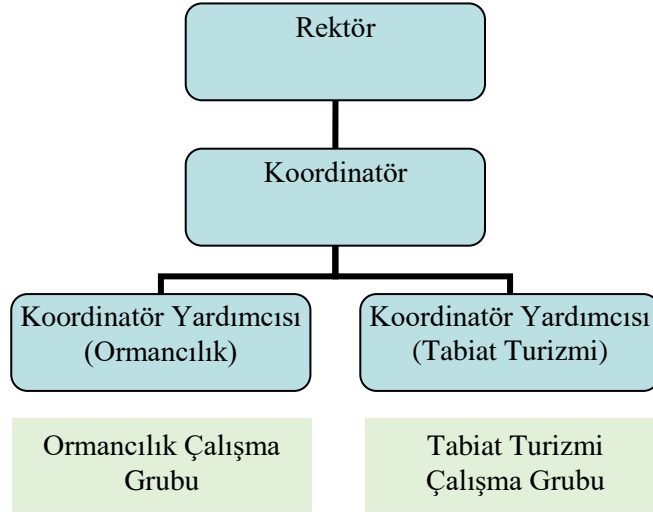 Rektör
Koordinatör
Koordinatör Yardımcısı
(Ormancılık)
Koordinatör Yardımcısı
(Tabiat Turizmi)
Ormancılık Çalışma
Grubu
Tabiat Turizmi
Çalışma Grubu